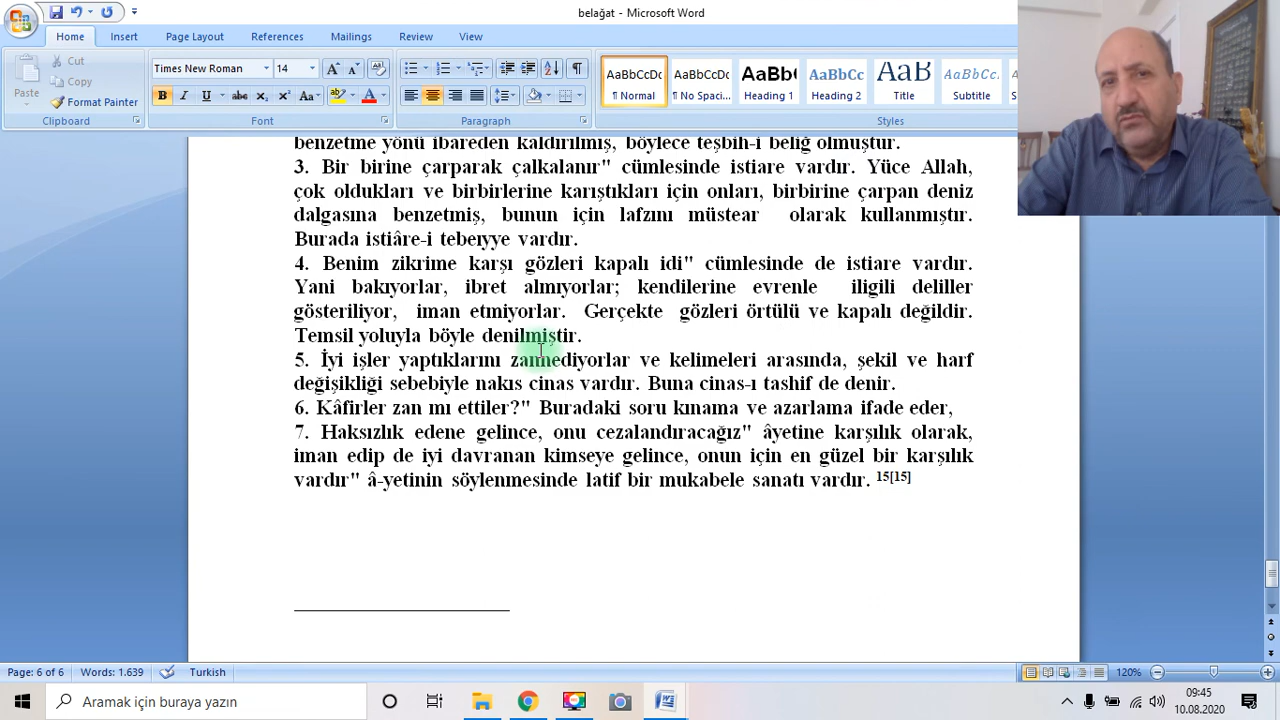 belağat - Microsoft Word
Home Insert Page Layout References Mailings Review View
Cut
Copy
Paste
Format Painter
Clipboard
Times New Roman 14
Font
Paragraph
AaBbCcDc AaBbCcDc AaBbCc AaBbCc AaB AaBbCc
¶ Normal ¶ No Spaci... Heading 1 Heading 2 Title Subtitle
Styles
benzetme yönü ibareden kaldırılmış, böylece teşbih-i beliğ olmuştur.
3. Bir birine çarparak çalkalanır" cümlesinde istiare vardır. Yüce Allah,
çok oldukları ve birbirlerine karıştıkları için onları, birbirine çarpan deniz
dalgasına benzetmiş, bunun için lafzını müstear olarak kullanmıştır.
Burada istiâre-i tebeıyye vardır.
4. Benim zikrime karşı gözleri kapalı idi" cümlesinde de istiare vardır.
Yani bakıyorlar, ibret almıyorlar; kendilerine evrenle iligili deliller
gösteriliyor, iman etmiyorlar. Gerçekte gözleri örtülü ve kapalı değildir.
Temsil yoluyla böyle denilmiştir.
5. İyi işler yaptıklarını zannediyorlar ve kelimeleri arasında, şekil ve harf
değişikliği sebebiyle nakıs cinas vardır. Buna cinas-ı tashif de denir.
6. Kâfirler zan mı ettiler?" Buradaki soru kınama ve azarlama ifade eder,
7. Haksızlık edene gelince, onu cezalandıracağız" âyetine karşılık olarak,
iman edip de iyi davranan kimseye gelince, onun için en güzel bir karşılık
vardır" â-yetinin söylenmesinde latif bir mukabele sanatı vardır. 15[15]
Page: 6 of 6 Words: 1.639 Turkish 120%
Aramak için buraya yazın
09:45
10.08.2020